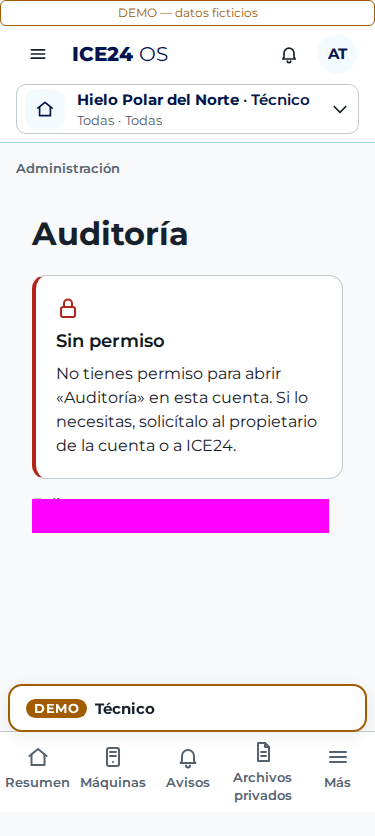 DEMO — datos ficticios
ICE24 OS
AT
Hielo Polar del Norte · Técnico
Todas · Todas
Administración
Auditoría
Sin permiso
No tienes permiso para abrir
«Auditoría» en esta cuenta. Si lo
necesitas, solicítalo al propietario
de la cuenta o a ICE24.
DEMO Técnico
Resumen
Máquinas
Avisos
Archivos
privados
Más